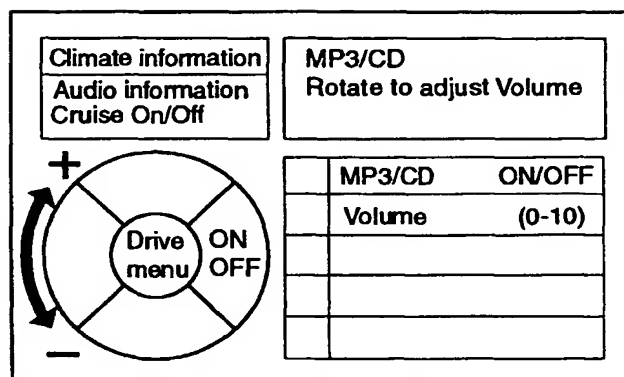 Climate information
Audio information
Cruise On/Off
MP3/CD
Rotate to adjust Volume
+
Drive
menu
ON
OFF
−
MP3/CD ON/OFF
Volume (0-10)